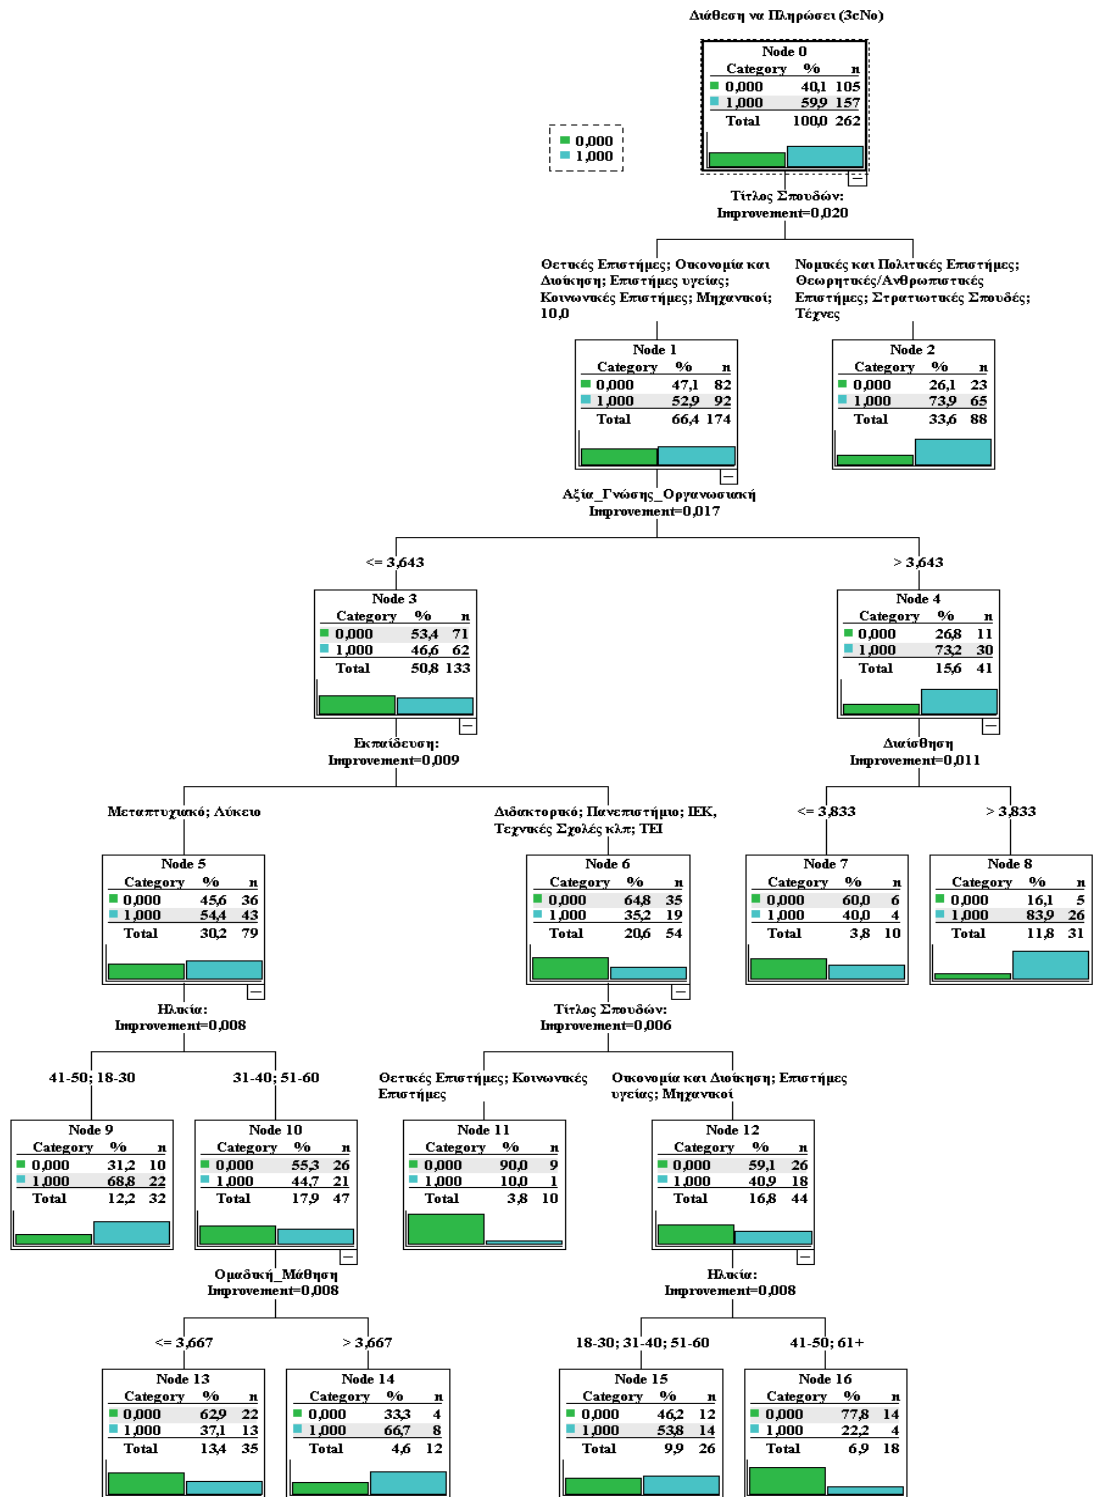 Διάθεση να Πληρώσει (3cNo)
Node 0
Category % n
0,000 40,1 105
1,000 59,9 157
Total 100,0 262
0,000
1,000
Τίτλος Σπουδών:
Improvement=0,020
Θετικές Επιστήμες; Οικονομία και
Διοίκηση; Επιστήμες υγείας;
Κοινωνικές Επιστήμες; Μηχανικοί;
10,0
Νομικές και Πολιτικές Επιστήμες;
Θεωρητικές/Ανθρωπιστικές
Επιστήμες; Στρατιωτικές Σπουδές;
Τέχνες
Node 1
Category % n
0,000 47,1 82
1,000 52,9 92
Total 66,4 174
Node 2
Category % n
0,000 26,1 23
1,000 73,9 65
Total 33,6 88
Αξία_Γνώσης_Οργανωσιακή
Improvement=0,017
<= 3,643
> 3,643
Node 3
Category % n
0,000 53,4 71
1,000 46,6 62
Total 50,8 133
Node 4
Category % n
0,000 26,8 11
1,000 73,2 30
Total 15,6 41
Εκπαίδευση:
Improvement=0,009
Διαίσθηση
Improvement=0,011
Μεταπτυχιακό; Λύκειο
Διδακτορικό; Πανεπιστήμιο; ΙΕΚ,
Τεχνικές Σχολές κλπ; ΤΕΙ
<= 3,833
> 3,833
Node 5
Category % n
0,000 45,6 36
1,000 54,4 43
Total 30,2 79
Node 6
Category % n
0,000 64,8 35
1,000 35,2 19
Total 20,6 54
Node 7
Category % n
0,000 60,0 6
1,000 40,0 4
Total 3,8 10
Node 8
Category % n
0,000 16,1 5
1,000 83,9 26
Total 11,8 31
Ηλικία:
Improvement=0,008
Τίτλος Σπουδών:
Improvement=0,006
41-50; 18-30
31-40; 51-60
Θετικές Επιστήμες; Κοινωνικές
Επιστήμες
Οικονομία και Διοίκηση; Επιστήμες
υγείας; Μηχανικοί
Node 9
Category % n
0,000 31,2 10
1,000 68,8 22
Total 12,2 32
Node 10
Category % n
0,000 55,3 26
1,000 44,7 21
Total 17,9 47
Node 11
Category % n
0,000 90,0 9
1,000 10,0 1
Total 3,8 10
Node 12
Category % n
0,000 59,1 26
1,000 40,9 18
Total 16,8 44
Ομαδική_Μάθηση
Improvement=0,008
Ηλικία:
Improvement=0,008
<= 3,667
> 3,667
18-30; 31-40; 51-60
41-50; 61+
Node 13
Category % n
0,000 62,9 22
1,000 37,1 13
Total 13,4 35
Node 14
Category % n
0,000 33,3 4
1,000 66,7 8
Total 4,6 12
Node 15
Category % n
0,000 46,2 12
1,000 53,8 14
Total 9,9 26
Node 16
Category % n
0,000 77,8 14
1,000 22,2 4
Total 6,9 18